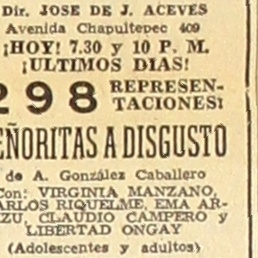 Dir. JOSE DE J. ACEVES
Avenida Chapultepec 409
¡HOY! 7.30 y 10 P. M.
¡ULTIMOS DIAS!
298 REPRESEN-
TACIONES!
EÑORITAS A DISGUSTO
de A. González Caballero
Con: VIRGINIA MANZANO,
ARLOS RIQUELME, EMA AR-
ZU, CLAUDIO CAMPERO y
LIBERTAD ONGAY
(Adolescentes y adultos)